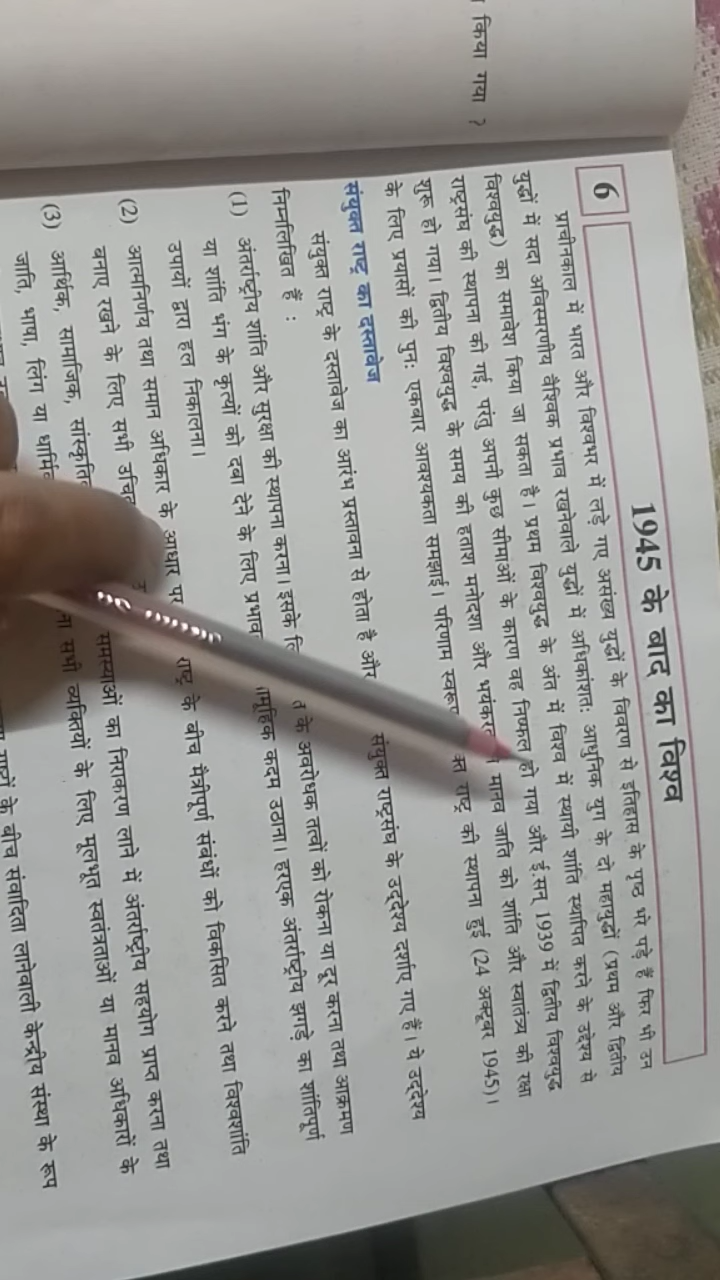 किया गया ?
6
1945 के बाद का विश्व
प्राचीनकाल में भारत और विश्वभर में लड़े गए असंख्य युद्धों के विवरण से इतिहास के पृष्ठ भरे पड़े हैं फिर भी उन
युद्धों में सदा अविस्मरणीय वैश्विक प्रभाव रखनेवाले युद्धों में अधिकांशतः आधुनिक युग के दो महायुद्धों (प्रथम और द्वितीय
विश्वयुद्ध) का समावेश किया जा सकता है। प्रथम विश्वयुद्ध के अंत में विश्व में स्थायी शांति स्थापित करने के उद्देश्य से
राष्ट्रसंघ की स्थापना की गई, परंतु अपनी कुछ सीमाओं के कारण वह निष्फल हो गया और ई.सन् 1939 में द्वितीय विश्वयुद्ध
शुरू हो गया। द्वितीय विश्वयुद्ध के समय की हताश मनोदशा और मानव जाति को शांति और स्वातंत्र्य की रक्षा
के लिए प्रयासों की पुनः एकबार आवश्यकता समझाई। परिणाम राष्ट्र की स्थापना हुई (24 अक्टूबर 1945)।
संयुक्त राष्ट्र का दस्तावेज
संयुक्त राष्ट्र के दस्तावेज का आरंभ प्रस्तावना से होता है और संयुक्त राष्ट्रसंघ के उद्देश्य दर्शाए गए हैं। ये उद्देश्य
निम्नलिखित हैं :
(1) अंतर्राष्ट्रीय शांति और सुरक्षा की स्थापना करना। इसके के अवरोधक तत्वों को रोकना या दूर करना तथा आक्रमण
या शांति भंग के कृत्यों को दबा देने के लिए कदम उठाना। हरएक अंतर्राष्ट्रीय झगड़े का शांतिपूर्ण
उपायों द्वारा हल निकालना।
(2) आत्मनिर्णय तथा समान अधिकार के आधार पर राष्ट्र के बीच मैत्रीपूर्ण संबंधों को विकसित करने तथा विश्वशांति
बनाए रखने के लिए सभी
(3) आर्थिक, सामाजिक, समस्याओं का निराकरण लाने में अंतर्राष्ट्रीय सहयोग प्राप्त करना तथा
जाति, भाषा, लिंग या सभी व्यक्तियों के लिए मूलभूत स्वतंत्रताओं या मानव अधिकारों के
के बीच संवादिता लानेवाली केन्द्रीय संस्था के रूप